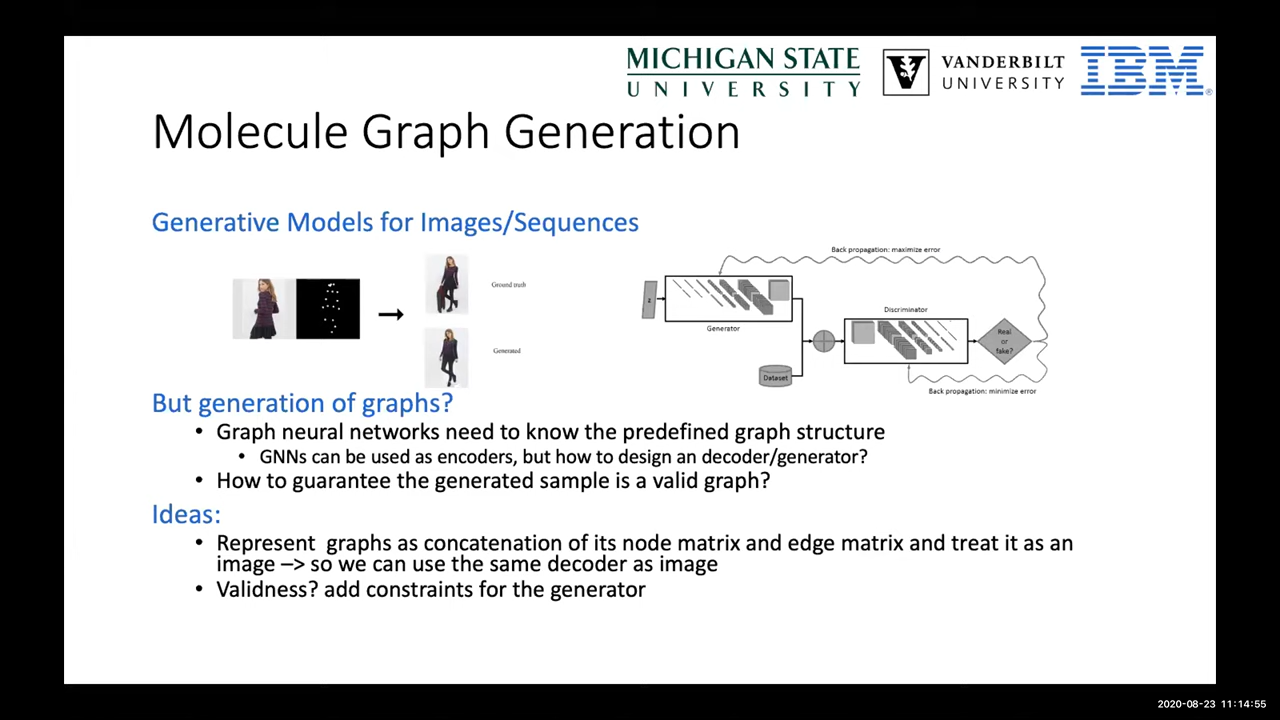 MICHIGAN STATE
UNIVERSITY
VANDERBILT
UNIVERSITY
IBM
Molecule Graph Generation
Generative Models for Images/Sequences
Ground truth
Generated
Back propagation: maximize error
z
Generator
Discriminator
Real
or
fake?
Dataset
Back propagation: minimize error
But generation of graphs?
• Graph neural networks need to know the predefined graph structure
• GNNs can be used as encoders, but how to design an decoder/generator?
• How to guarantee the generated sample is a valid graph?
Ideas:
• Represent graphs as concatenation of its node matrix and edge matrix and treat it as an
image –> so we can use the same decoder as image
• Validness? add constraints for the generator
2020-08-23 11:14:55